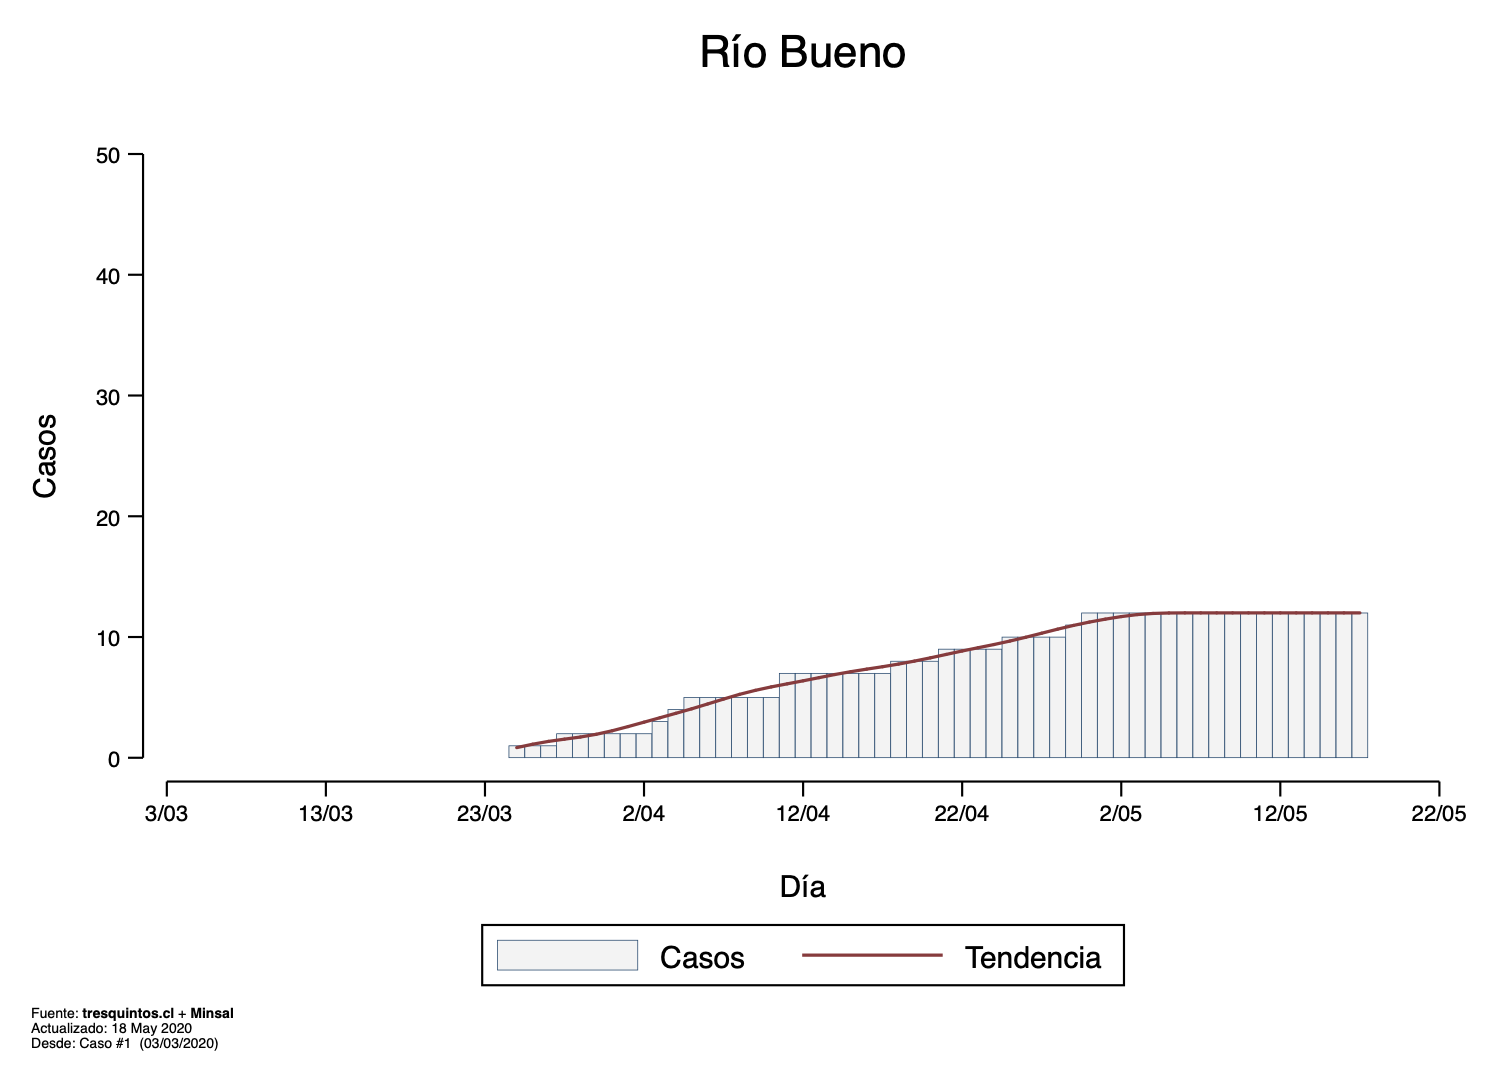 Río Bueno
50
40
30
20
10
0
Casos
3/03 13/03 23/03 2/04 12/04 22/04 2/05 12/05 22/05
Día
Casos Tendencia
Fuente: tresquintos.cl + Minsal
Actualizado: 18 May 2020
Desde: Caso #1 (03/03/2020)